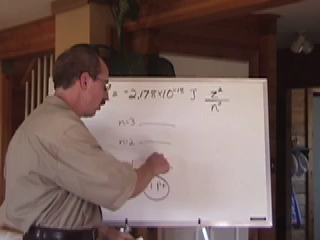 = -2.178×10⁻¹⁸ J z²/n²
n=3
n=2
1 p+